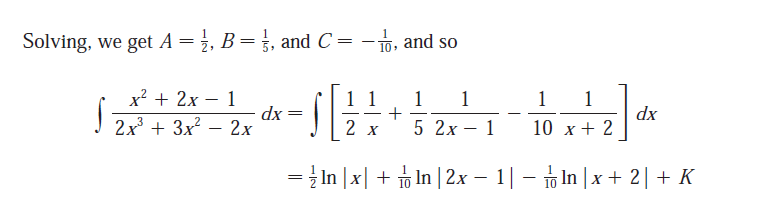 Solving, we get A = 1/2, B = 1/5, and C = −1/10, and so
∫ (x² + 2x − 1)/(2x³ + 3x² − 2x) dx = ∫ [1/2 1/x + 1/5 1/(2x − 1) − 1/10 1/(x + 2)] dx
= 1/2 ln |x| + 1/10 ln |2x − 1| − 1/10 ln |x + 2| + K